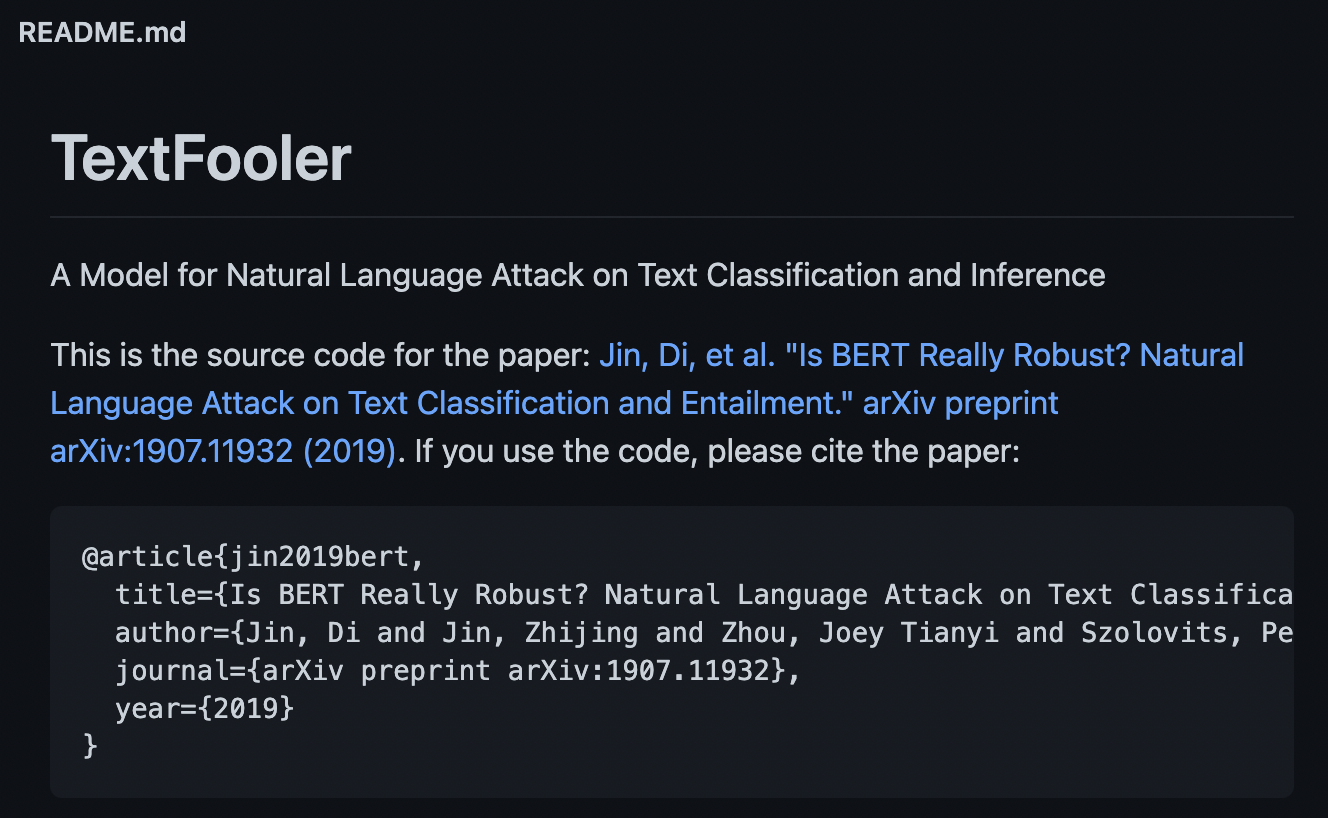 README.md
TextFooler
A Model for Natural Language Attack on Text Classification and Inference
This is the source code for the paper: Jin, Di, et al. "Is BERT Really Robust? Natural
Language Attack on Text Classification and Entailment." arXiv preprint
arXiv:1907.11932 (2019). If you use the code, please cite the paper:
@article{jin2019bert,
  title={Is BERT Really Robust? Natural Language Attack on Text Classifica
  author={Jin, Di and Jin, Zhijing and Zhou, Joey Tianyi and Szolovits, Pe
  journal={arXiv preprint arXiv:1907.11932},
  year={2019}
}